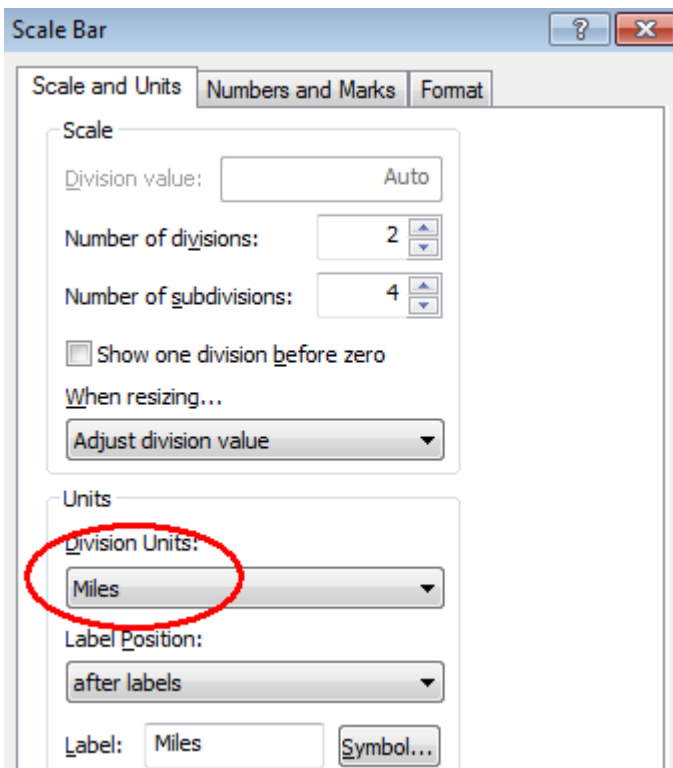 Scale Bar
?
Scale and Units Numbers and Marks Format
Scale
Division value: Auto
Number of divisions: 2
Number of subdivisions: 4
Show one division before zero
When resizing...
Adjust division value
Units
Division Units:
Miles
Label Position:
after labels
Label: Miles Symbol...